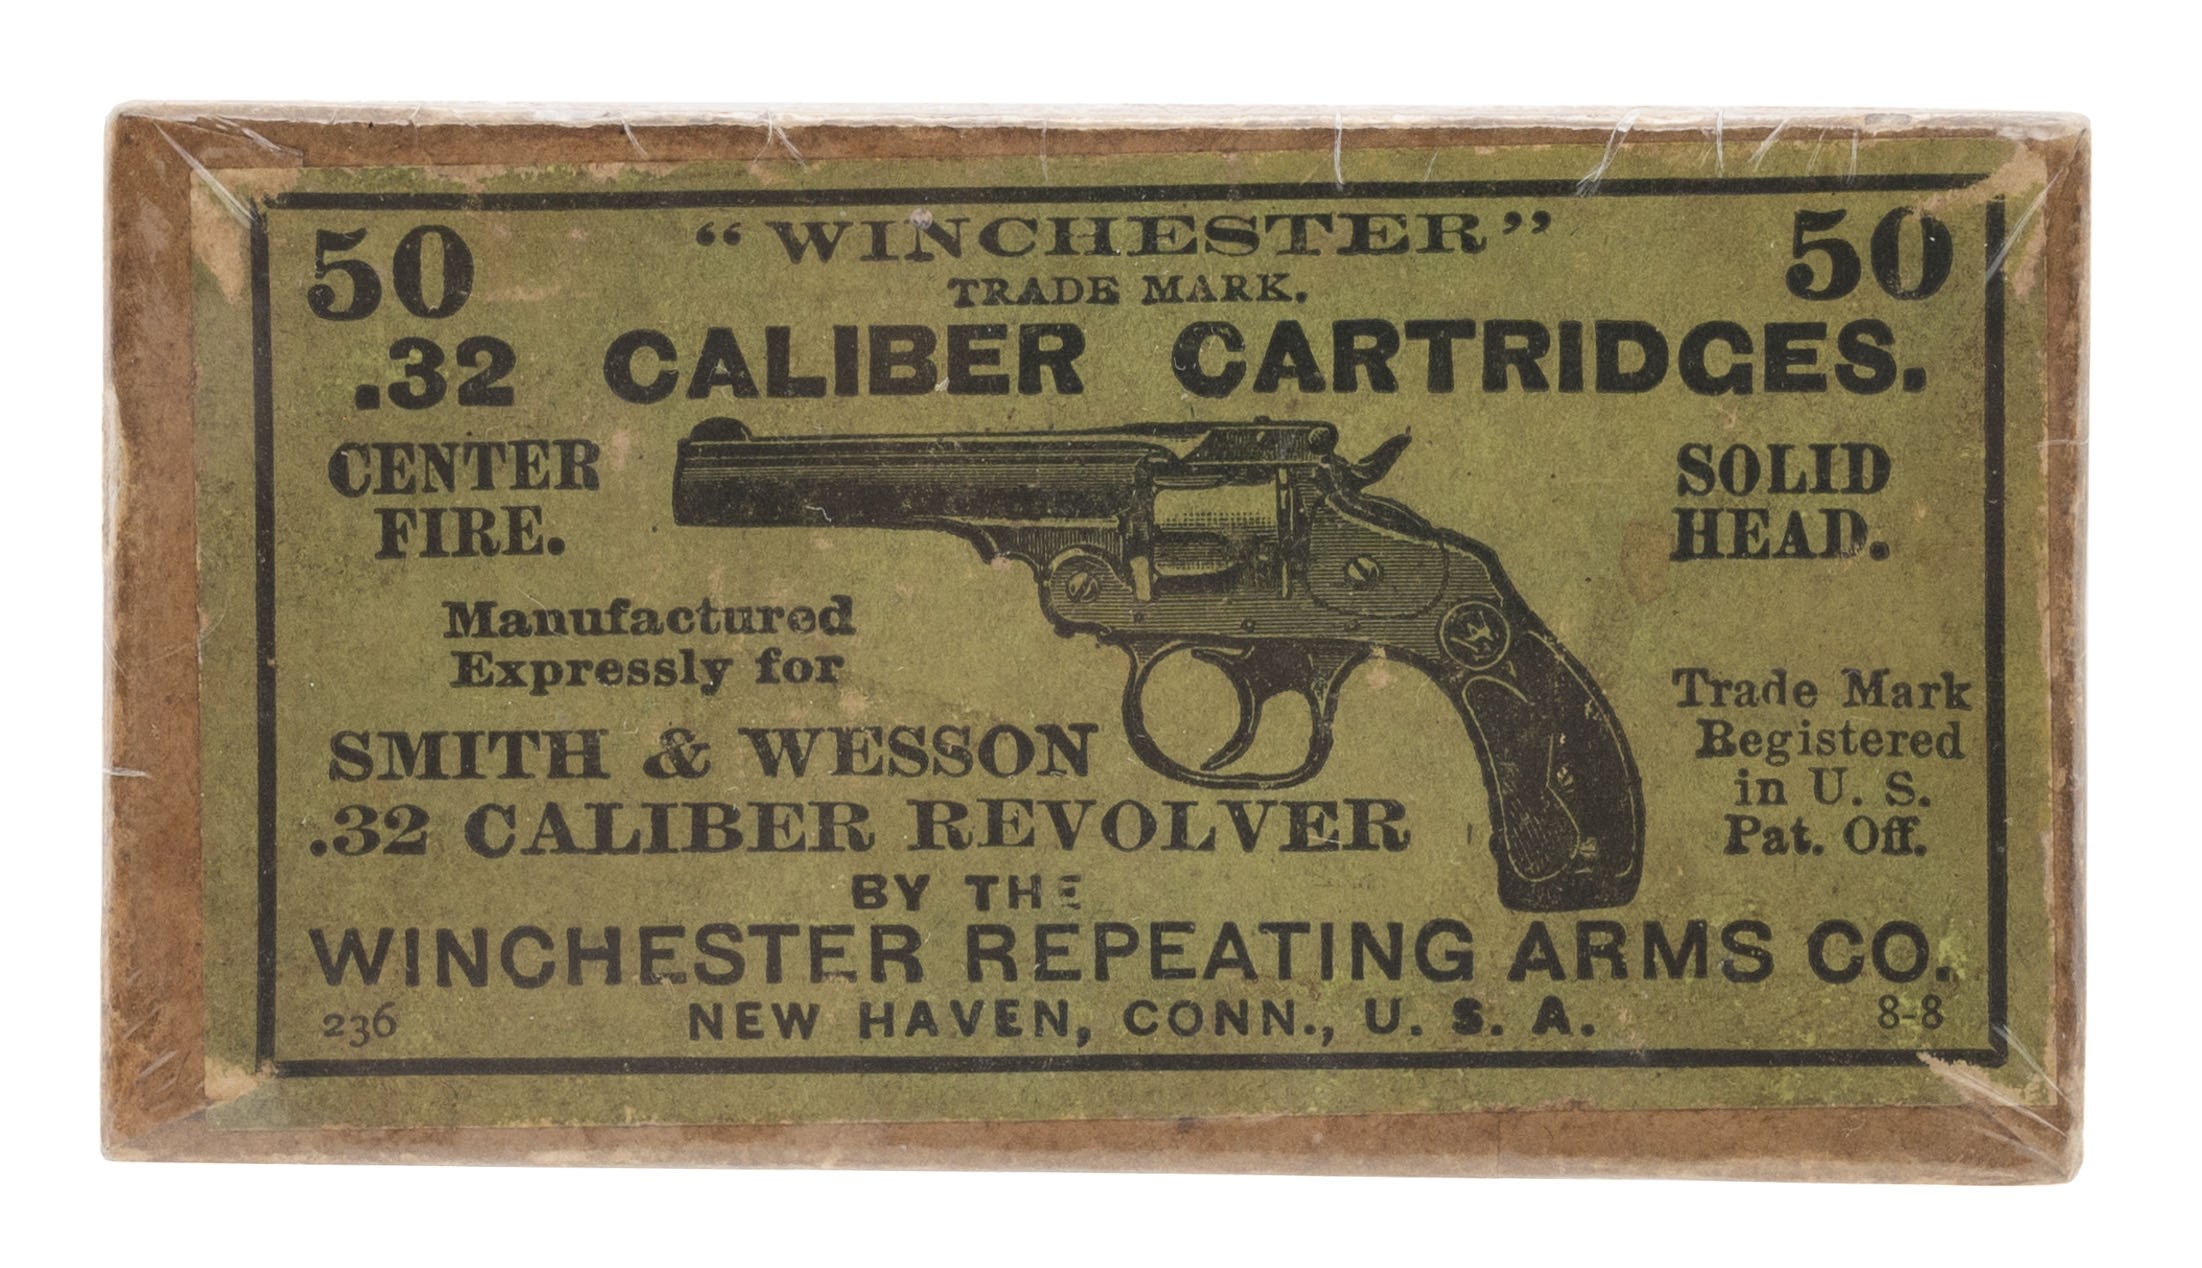 50 “WINCHESTER” 50
TRADE MARK.
.32 CALIBER CARTRIDGES.
CENTER
FIRE.
SOLID
HEAD.
Manufactured
Expressly for
SMITH & WESSON
.32 CALIBER REVOLVER
Trade Mark
Registered
in U. S.
Pat. Off.
BY THE
WINCHESTER REPEATING ARMS CO.
236 NEW HAVEN, CONN., U. S. A. 8-8